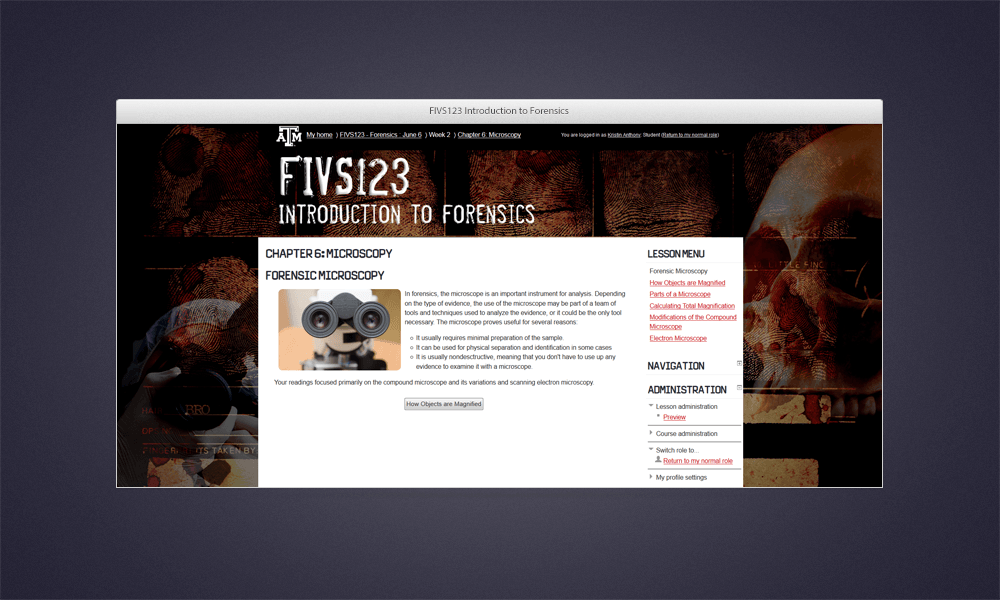 FIVS123 Introduction to Forensics
ATM My home ⟩ FIVS123 - Forensics : June 6 ⟩ Week 2 ⟩ Chapter 6: Microscopy
You are logged in as Kristin Anthony: Student (Return to my normal role)
FIVS123
INTRODUCTION TO FORENSICS
CHAPTER 6: MICROSCOPY
FORENSIC MICROSCOPY
In forensics, the microscope is an important instrument for analysis. Depending
on the type of evidence, the use of the microscope may be part of a team of
tools and techniques used to analyze the evidence, or it could be the only tool
necessary. The microscope proves useful for several reasons:
It usually requires minimal preparation of the sample.
It can be used for physical separation and identification in some cases
It is usually nondesctructive, meaning that you don't have to use up any
evidence to examine it with a microscope.
Your readings focused primarily on the compound microscope and its variations and scanning electron microscopy.
How Objects are Magnified
LESSON MENU
Forensic Microscopy
How Objects are Magnified
Parts of a Microscope
Calculating Total Magnification
Modifications of the Compound
Microscope
Electron Microscope
NAVIGATION
ADMINISTRATION
Lesson administration
Preview
Course administration
Switch role to...
Return to my normal role
My profile settings
BRO
TAKEN BY